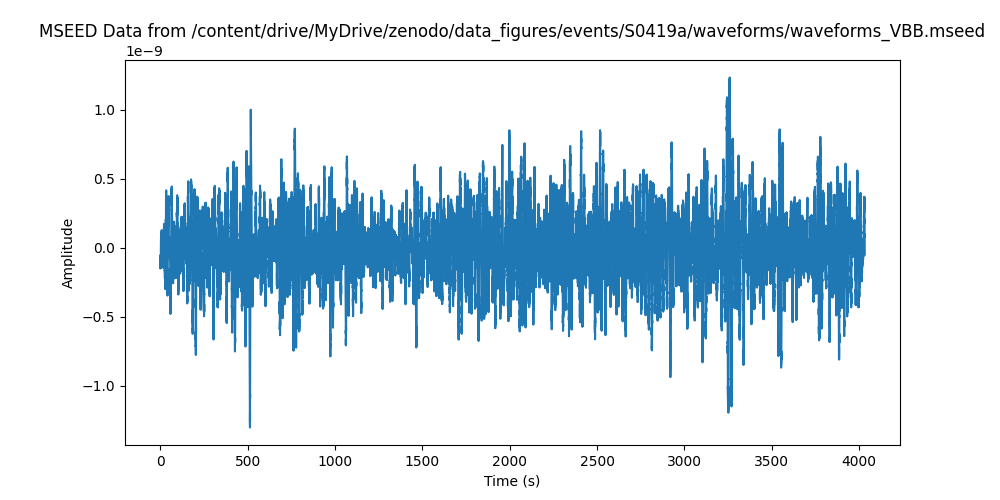 MSEED Data from /content/drive/MyDrive/zenodo/data_figures/events/S0419a/waveforms/waveforms_VBB.mseed
1e−9
1.0
0.5
0.0
−0.5
−1.0
Amplitude
0 500 1000 1500 2000 2500 3000 3500 4000
Time (s)